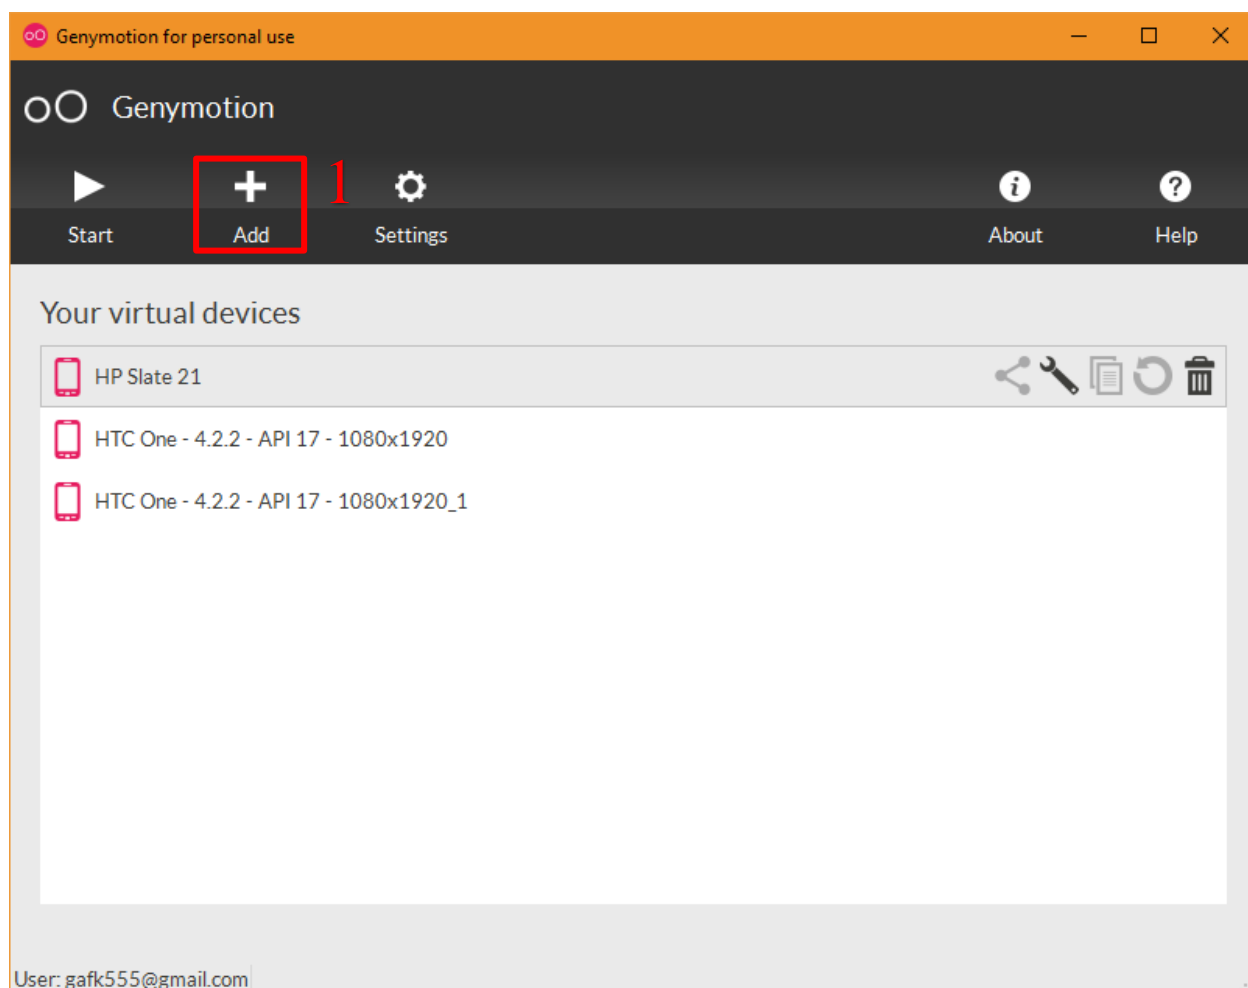 Genymotion for personal use
oO Genymotion
1
Start Add Settings About Help
Your virtual devices
HP Slate 21
HTC One - 4.2.2 - API 17 - 1080x1920
HTC One - 4.2.2 - API 17 - 1080x1920_1
User: gafk555@gmail.com